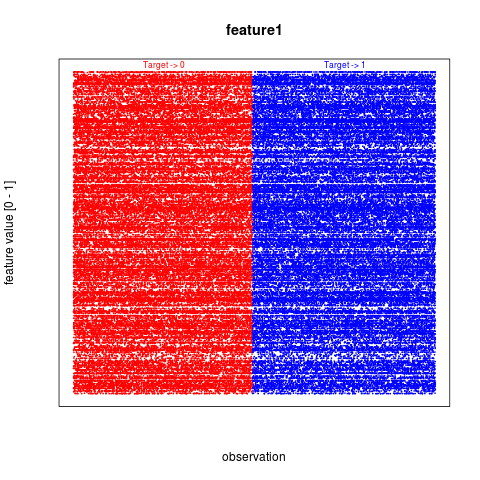 feature1
Target -> 0
Target -> 1
feature value [0 - 1]
observation